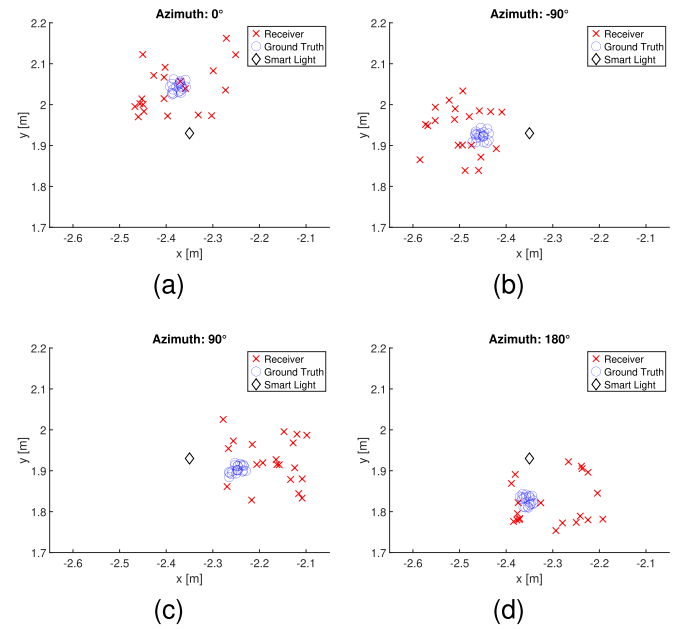 Azimuth: 0°
2.2
2.1
2
1.9
1.8
1.7
y [m]
Receiver
Ground Truth
Smart Light
-2.6 -2.5 -2.4 -2.3 -2.2 -2.1
x [m]
(a)
Azimuth: -90°
2.2
2.1
2
1.9
1.8
1.7
y [m]
Receiver
Ground Truth
Smart Light
-2.6 -2.5 -2.4 -2.3 -2.2 -2.1
x [m]
(b)
Azimuth: 90°
2.2
2.1
2
1.9
1.8
1.7
y [m]
Receiver
Ground Truth
Smart Light
-2.6 -2.5 -2.4 -2.3 -2.2 -2.1
x [m]
(c)
Azimuth: 180°
2.2
2.1
2
1.9
1.8
1.7
y [m]
Receiver
Ground Truth
Smart Light
-2.6 -2.5 -2.4 -2.3 -2.2 -2.1
x [m]
(d)